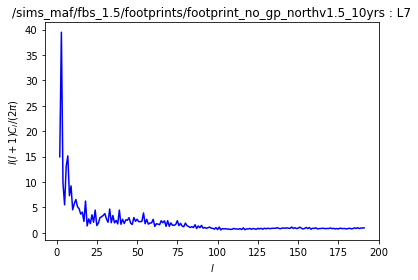 /sims_maf/fbs_1.5/footprints/footprint_no_gp_northv1.5_10yrs : L7
l(l + 1)Cₗ/(2π)
40
35
30
25
20
15
10
5
0
0 25 50 75 100 125 150 175 200
l